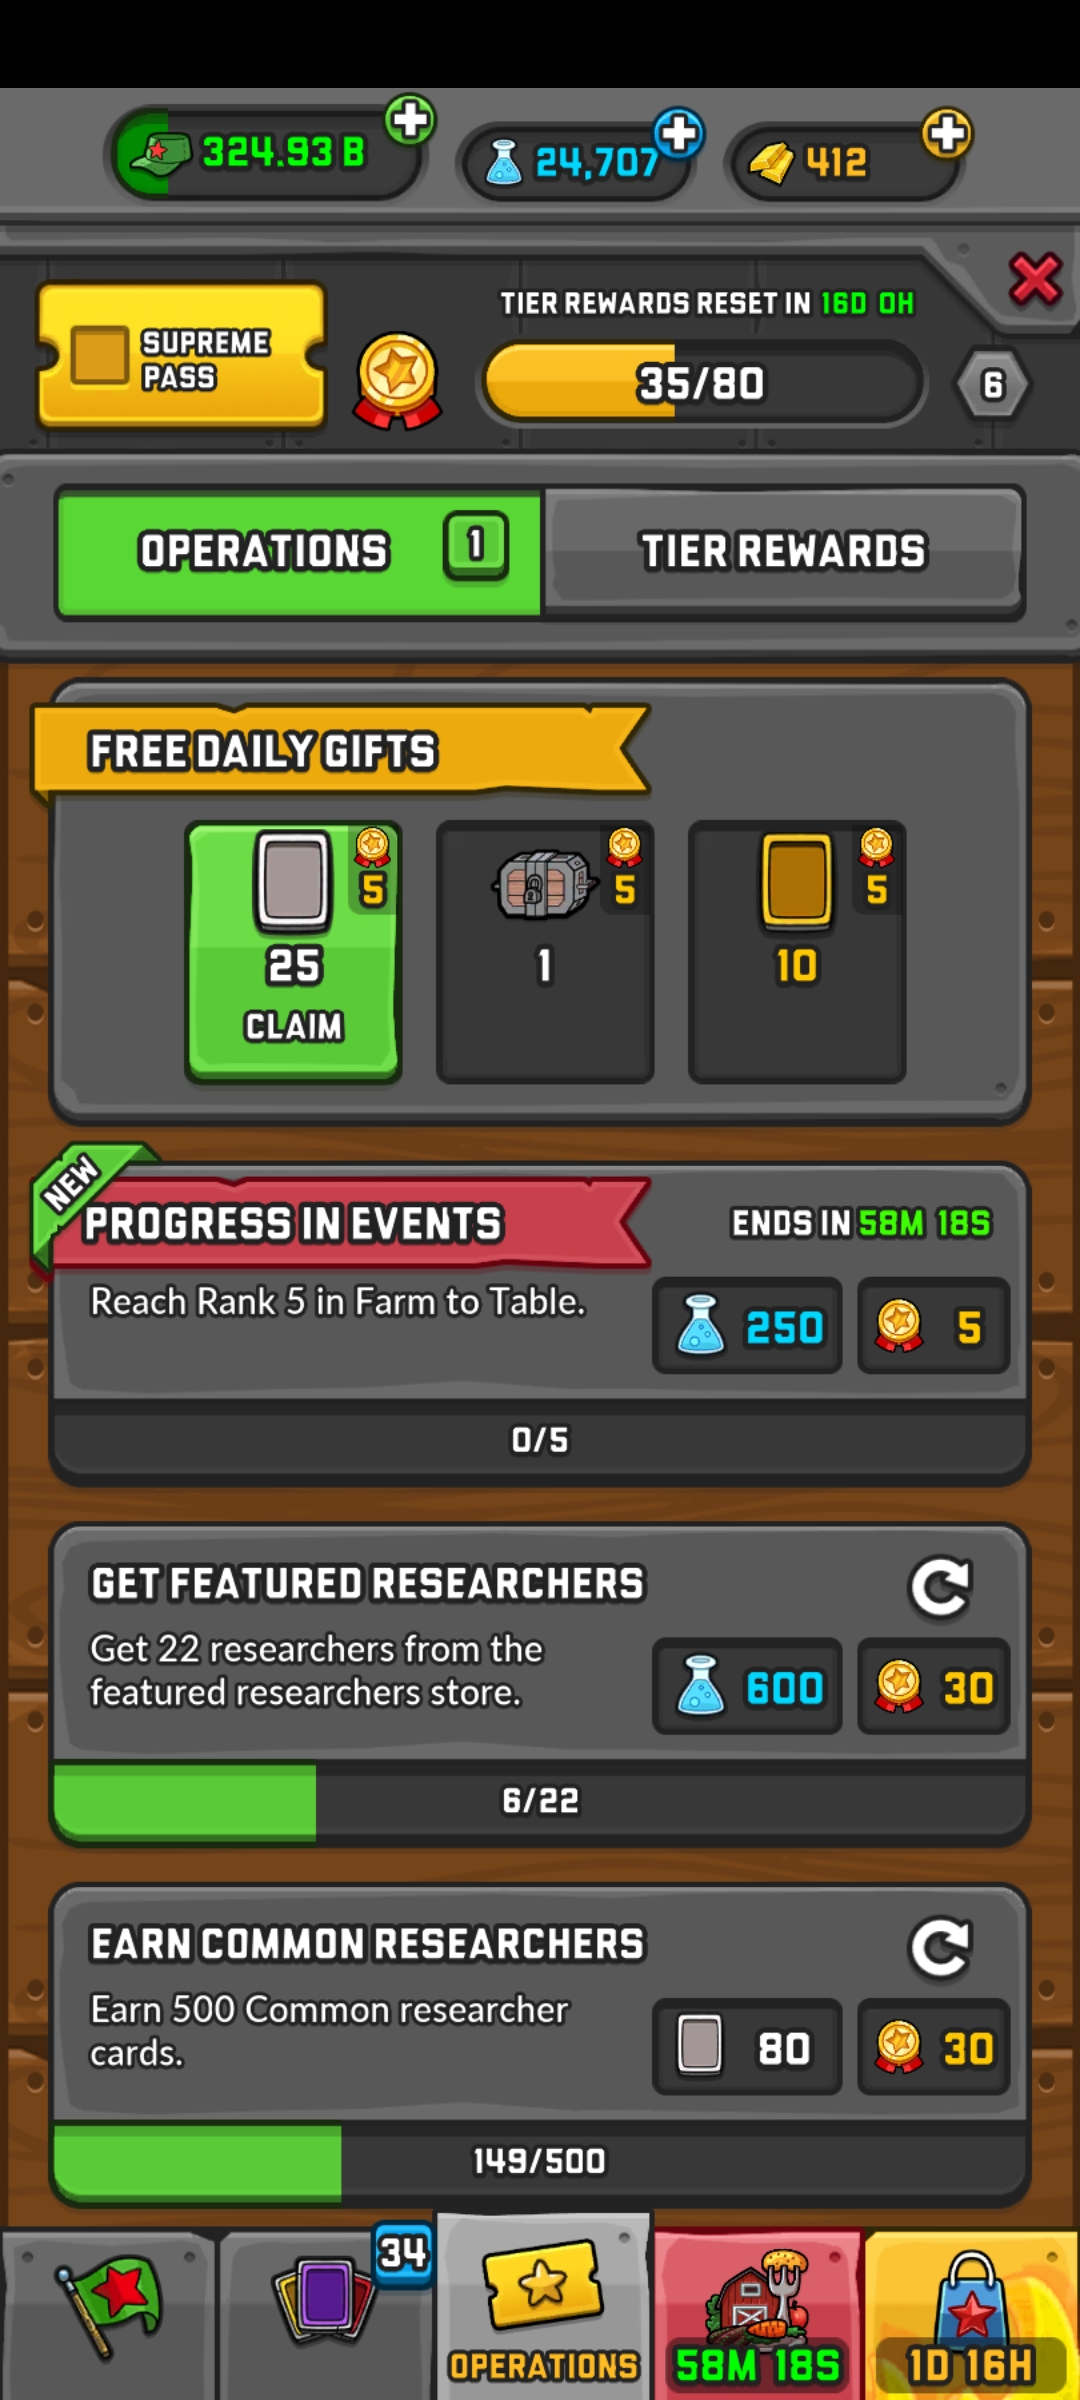 324.93 B
24,707
412
TIER REWARDS RESET IN 16D 0H
SUPREME
PASS
35/80
6
OPERATIONS
1
TIER REWARDS
FREE DAILY GIFTS
5
25
CLAIM
5
1
5
10
NEW
PROGRESS IN EVENTS
ENDS IN 58M 18S
Reach Rank 5 in Farm to Table.
250
5
0/5
GET FEATURED RESEARCHERS
Get 22 researchers from the
featured researchers store.
600
30
6/22
EARN COMMON RESEARCHERS
Earn 500 Common researcher
cards.
80
30
149/500
34
OPERATIONS
58M 18S
1D 16H